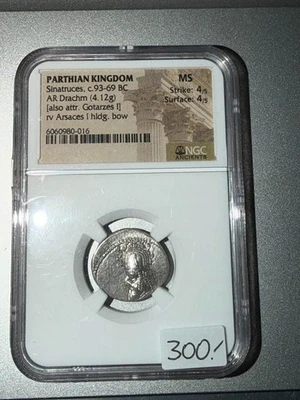 PARTHIAN KINGDOM
Sinatruces, c.93-69 BC
AR Drachm (4.12g)
[also attr. Gotarzes I]
rv Arsaces I hldg. bow
6060980-016
MS
Strike: 4/5
Surface: 4/5
NGC
ANCIENTS
300.-